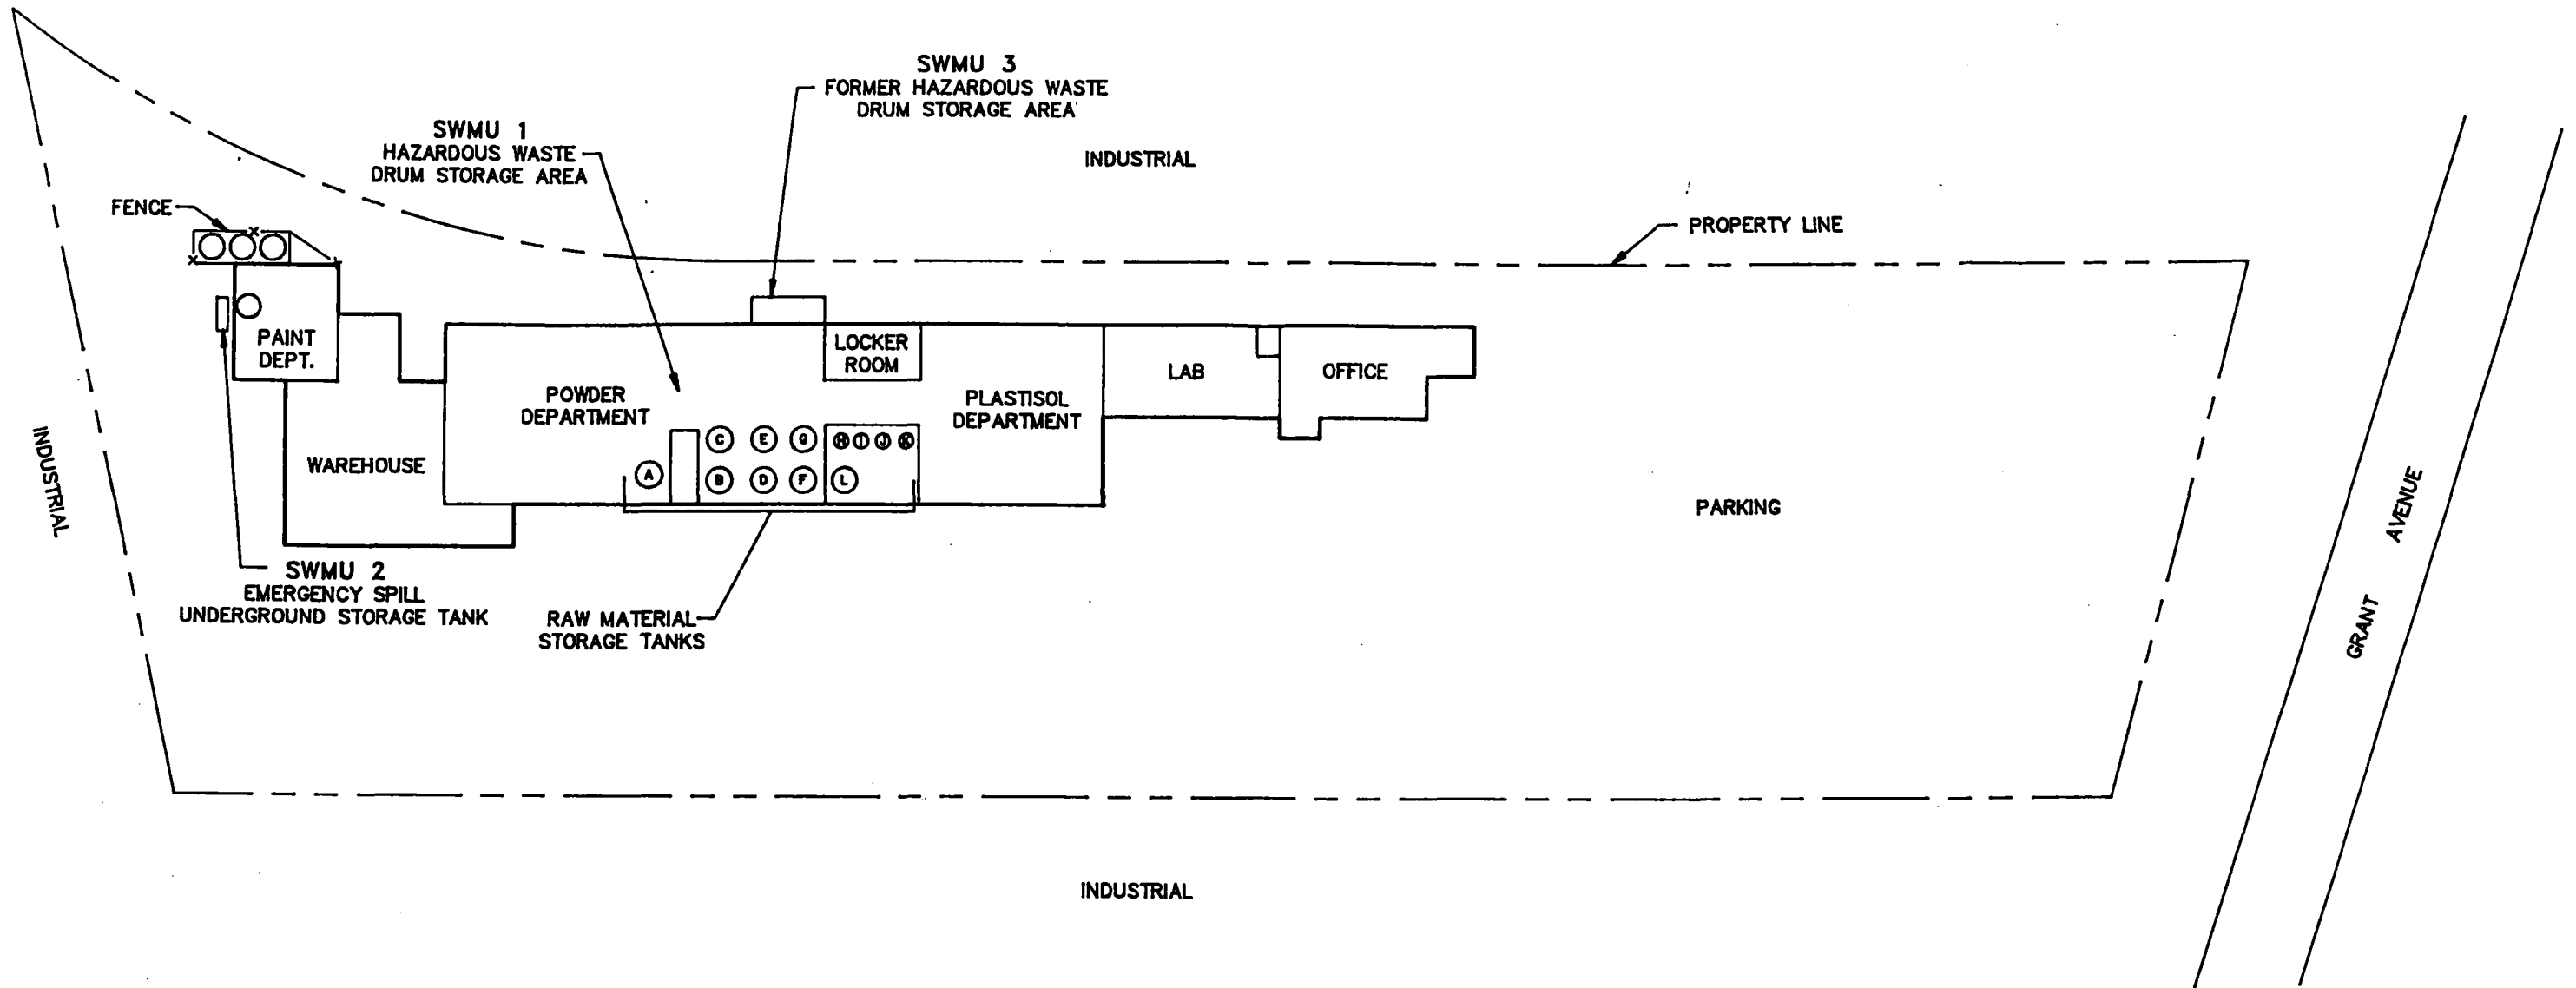 SWMU 3
FORMER HAZARDOUS WASTE
DRUM STORAGE AREA
SWMU 1
HAZARDOUS WASTE
DRUM STORAGE AREA
INDUSTRIAL
FENCE
PROPERTY LINE
PAINT
DEPT.
LOCKER
ROOM
LAB
OFFICE
POWDER
DEPARTMENT
PLASTISOL
DEPARTMENT
WAREHOUSE
C
E
G
H
I
J
K
A
B
D
F
L
PARKING
INDUSTRIAL
GRANT AVENUE
SWMU 2
EMERGENCY SPILL
UNDERGROUND STORAGE TANK
RAW MATERIAL
STORAGE TANKS
INDUSTRIAL